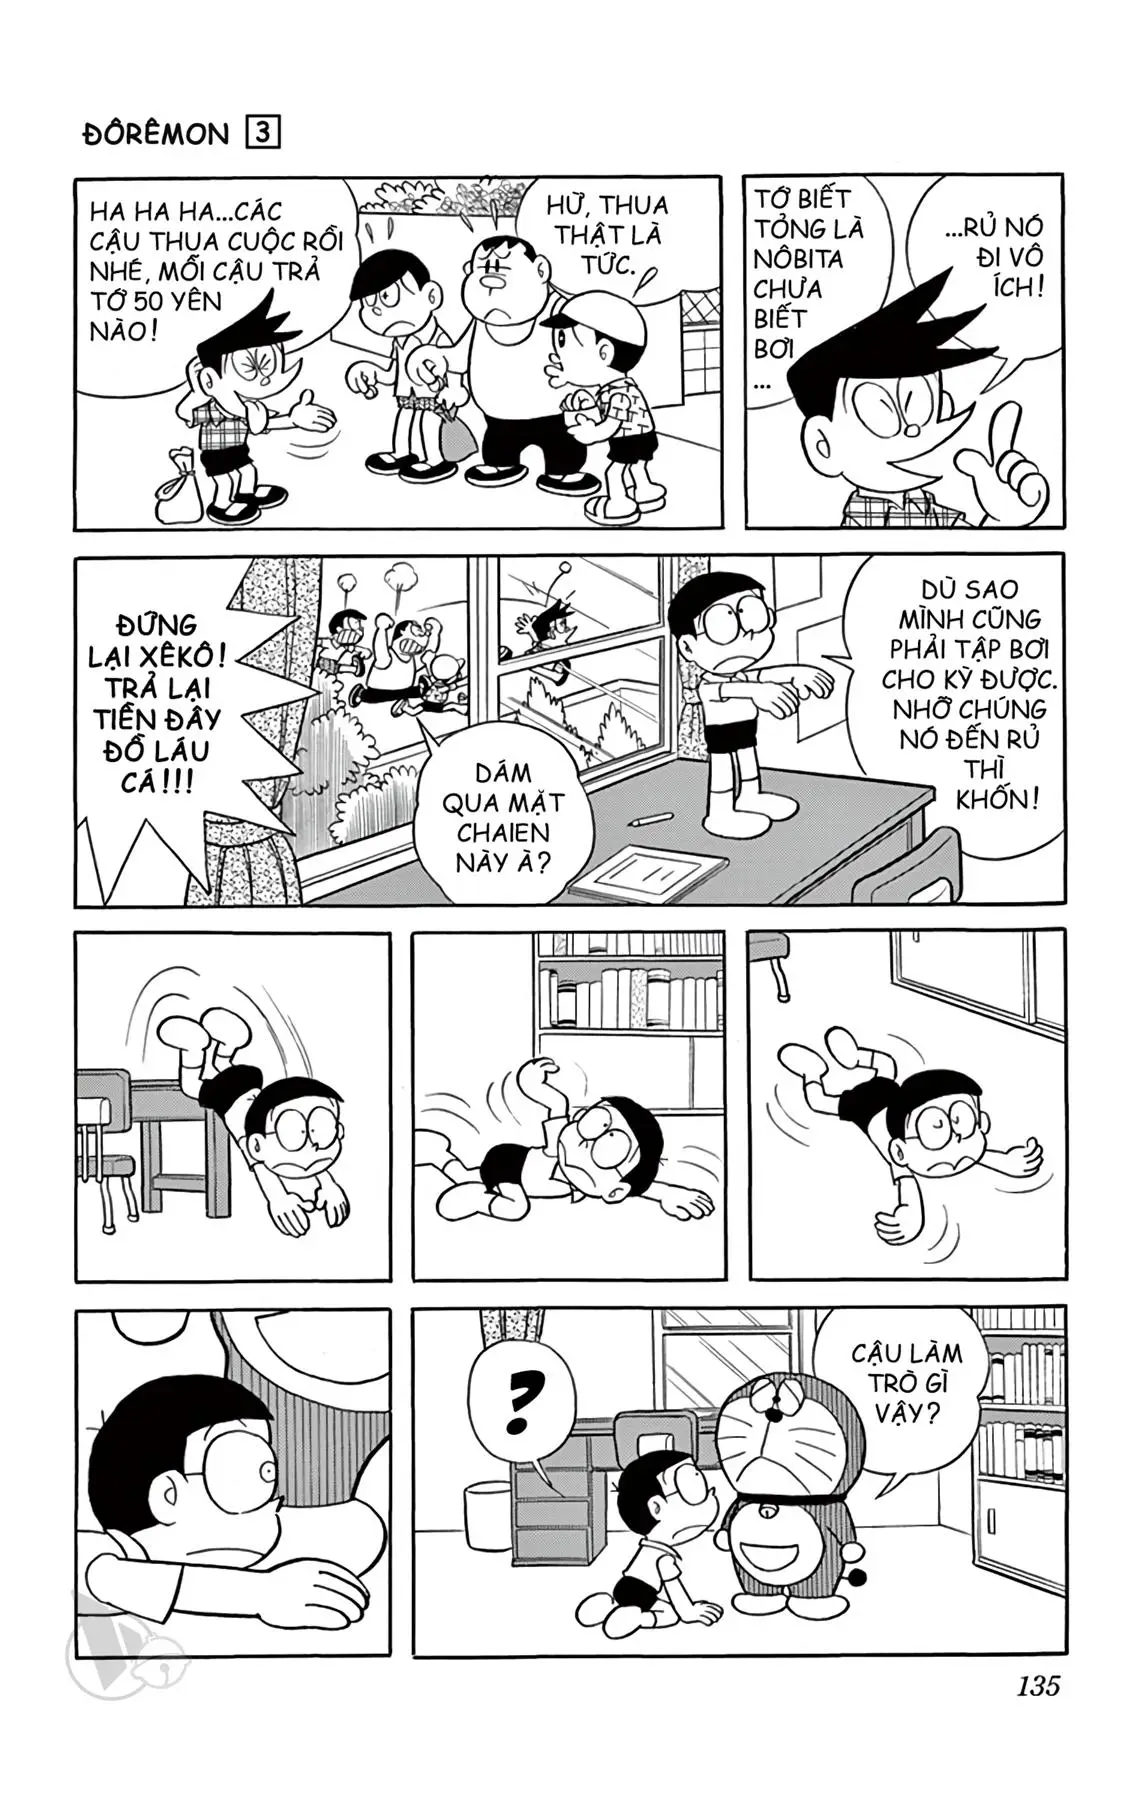 ĐÔRÊMON 3
HA HA HA...CÁC
CẬU THUA CUỘC RỒI
NHÉ, MỖI CẬU TRẢ
TỚ 50 YÊN
NÀO!
HỪ, THUA
THẬT LÀ
TỨC.
TỚ BIẾT
TỎNG LÀ
NÔBITA
CHƯA
BIẾT
BƠI
...
...RỦ NÓ
ĐI VÔ
ÍCH!
ĐỨNG
LẠI XÊKÔ!
TRẢ LẠI
TIỀN ĐÂY
ĐỒ LÁU
CÁ!!!
DÁM
QUA MẶT
CHAIEN
NÀY À?
DÙ SAO
MÌNH CŨNG
PHẢI TẬP BƠI
CHO KỲ ĐƯỢC.
NHỠ CHÚNG
NÓ ĐẾN RỦ
THÌ
KHỐN!
?
CẬU LÀM
TRÒ GÌ
VẬY?
135